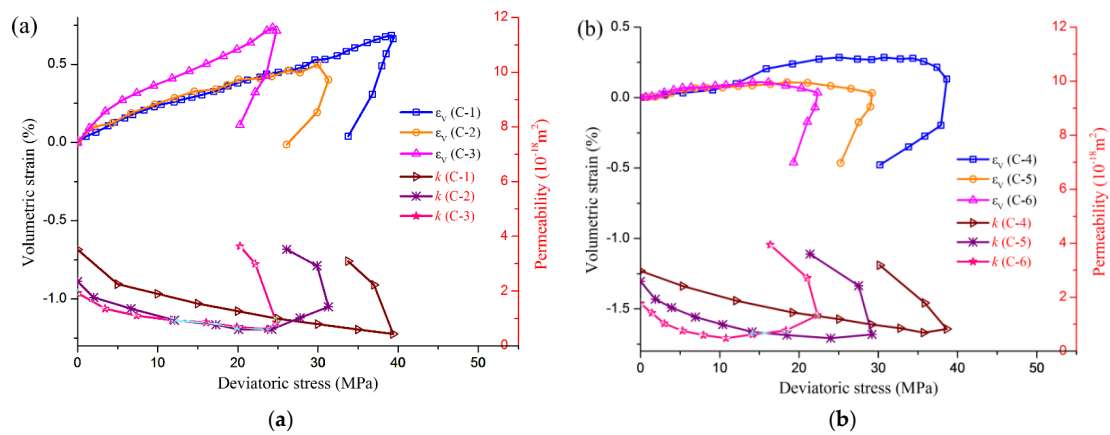 (a)
Volumetric strain (%)
0.5
0.0
-0.5
-1.0
0 10 20 30 40 50
Deviatoric stress (MPa)
12
10
8
6
4
2
0
Permeability (10⁻¹⁸m²)
εᵥ (C-1)
εᵥ (C-2)
εᵥ (C-3)
k (C-1)
k (C-2)
k (C-3)
(a)
(b)
Volumetric strain (%)
0.5
0.0
-0.5
-1.0
-1.5
0 10 20 30 40 50
Deviatoric stress (MPa)
12
10
8
6
4
2
0
Permeability (10⁻¹⁸m²)
εᵥ (C-4)
εᵥ (C-5)
εᵥ (C-6)
k (C-4)
k (C-5)
k (C-6)
(b)